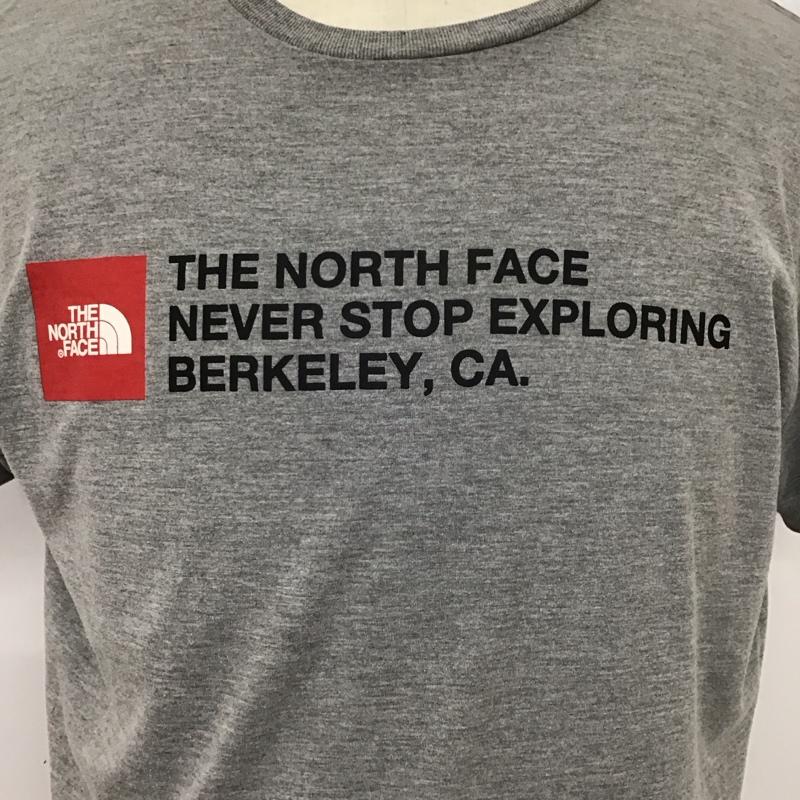 THE
NORTH
®FACE
THE NORTH FACE
NEVER STOP EXPLORING
BERKELEY, CA.